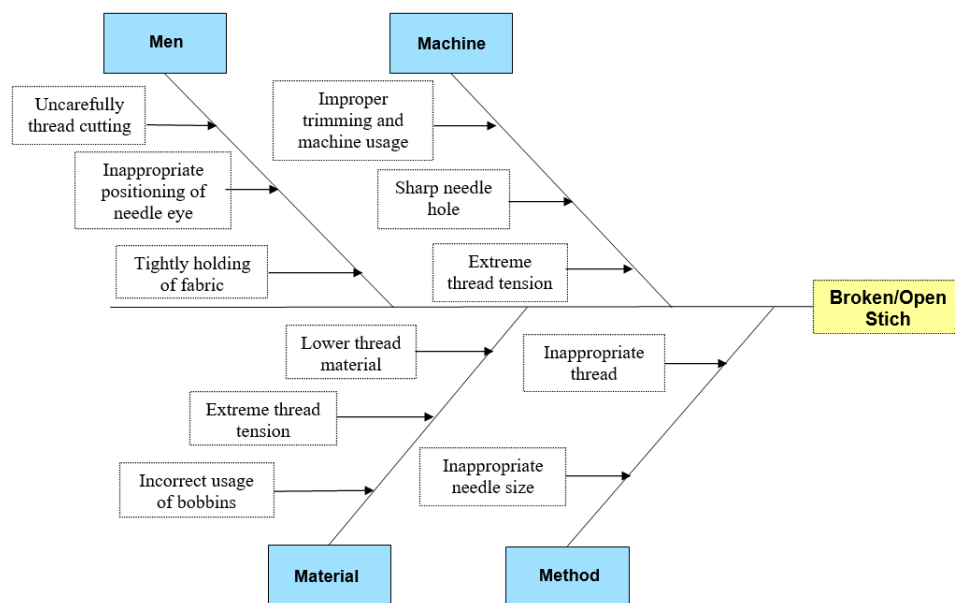 Men
Machine
Uncarefully
thread cutting
Improper
trimming and
machine usage
Inappropriate
positioning of
needle eye
Sharp needle
hole
Tightly holding
of fabric
Extreme
thread tension
Broken/Open
Stich
Lower thread
material
Inappropriate
thread
Extreme thread
tension
Incorrect usage
of bobbins
Inappropriate
needle size
Material
Method